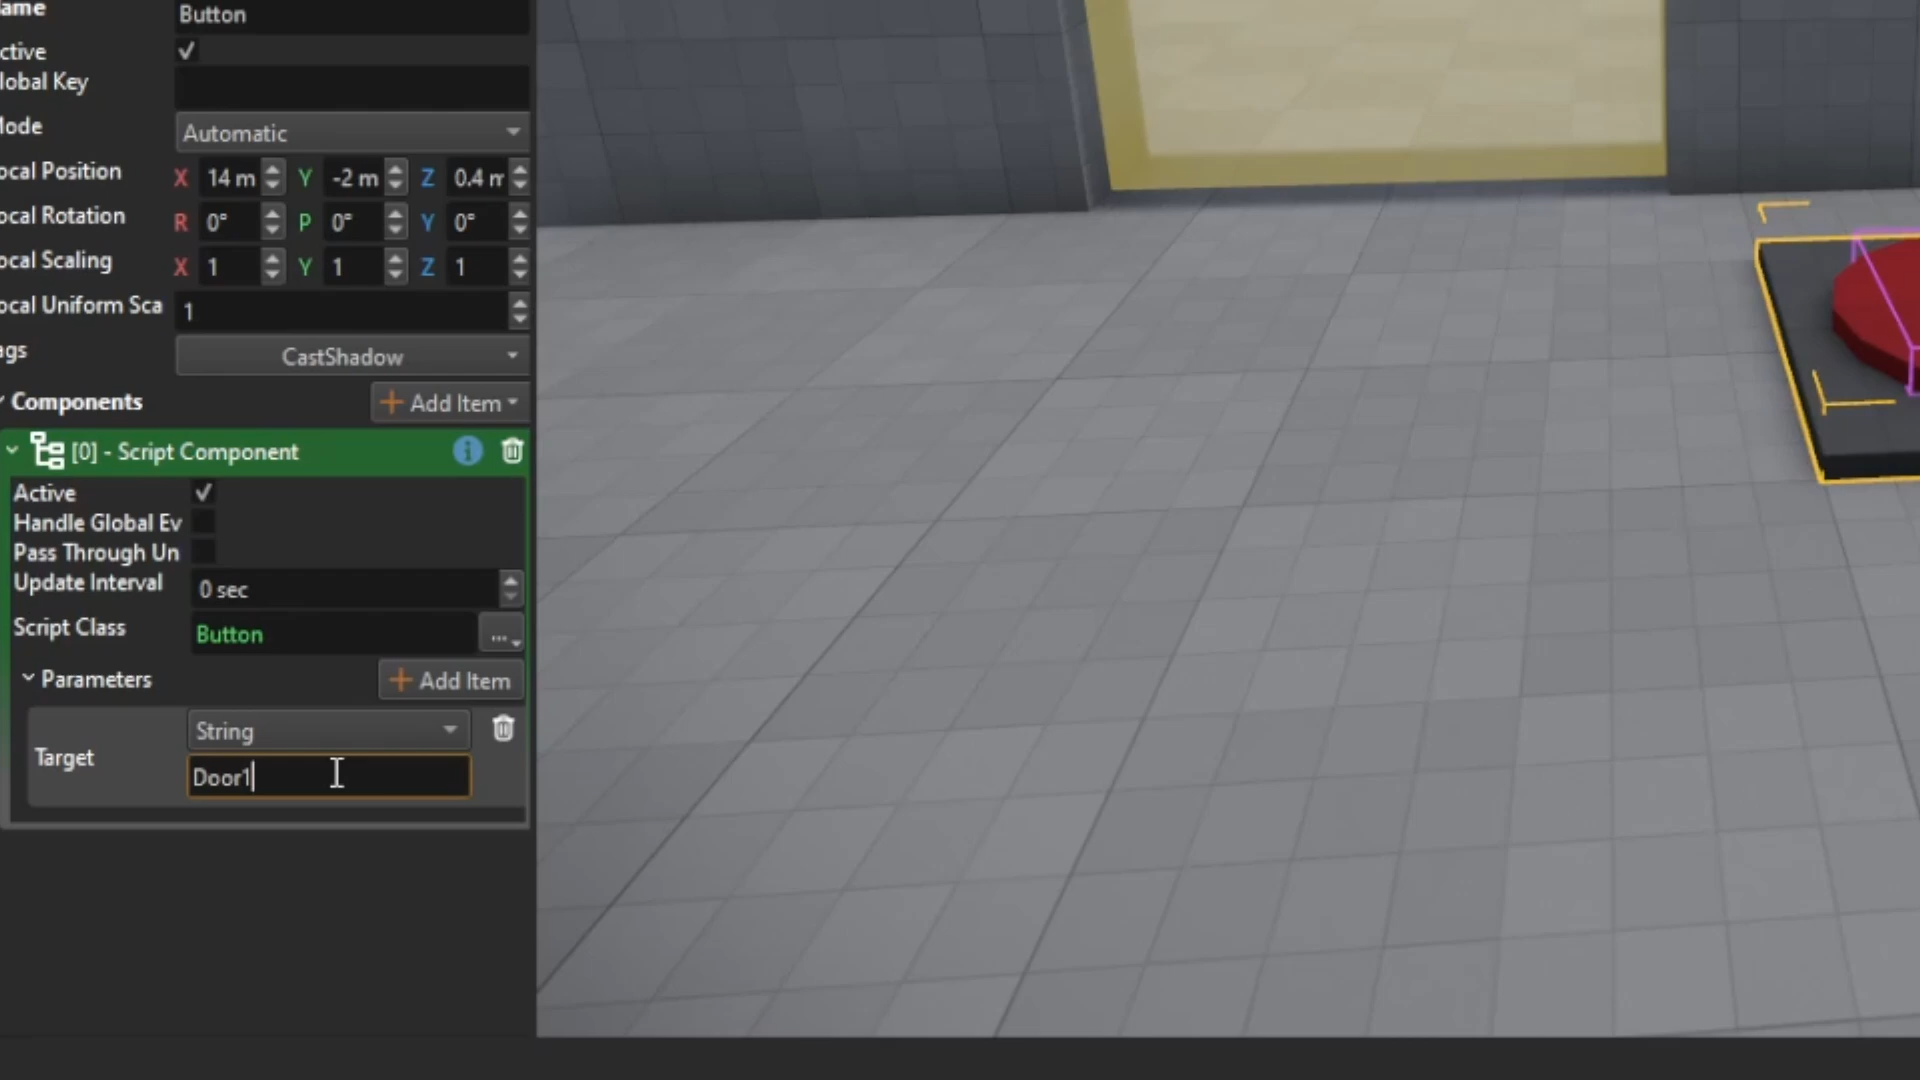 ame
Button
ctive
lobal Key
Mode
Automatic
ocal Position X 14 m Y -2 m Z 0.4 m
ocal Rotation R 0° P 0° Y 0°
ocal Scaling X 1 Y 1 Z 1
ocal Uniform Sca 1
ags CastShadow
Components Add Item
[0] - Script Component
Active
Handle Global Ev
Pass Through Un
Update Interval 0 sec
Script Class Button ...
Parameters Add Item
Target
String
Door1